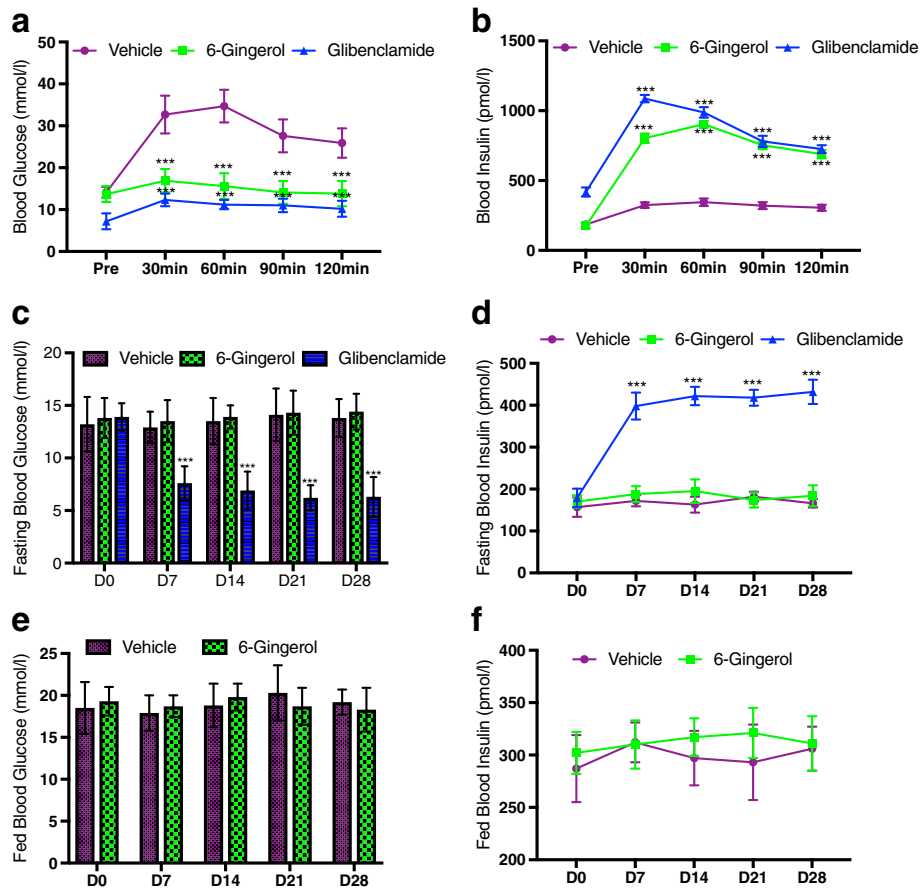 a
Vehicle 6-Gingerol Glibenclamide
Blood Glucose (mmol/l)
50
40
30
20
10
0
*** *** *** ***
*** *** *** ***
Pre 30min 60min 90min 120min
b
Vehicle 6-Gingerol Glibenclamide
Blood Insulin (pmol/l)
1500
1000
500
0
*** *** *** ***
*** *** *** ***
Pre 30min 60min 90min 120min
c
Vehicle 6-Gingerol Glibenclamide
Fasting Blood Glucose (mmol/l)
20
15
10
5
0
*** *** *** ***
D0 D7 D14 D21 D28
d
Vehicle 6-Gingerol Glibenclamide
Fasting Blood Insulin (pmol/l)
500
400
300
200
100
0
*** *** *** ***
D0 D7 D14 D21 D28
e
Vehicle 6-Gingerol
Fed Blood Glucose (mmol/l)
25
20
15
10
5
0
D0 D7 D14 D21 D28
f
Vehicle 6-Gingerol
Fed Blood Insulin (pmol/l)
400
350
300
250
200
D0 D7 D14 D21 D28